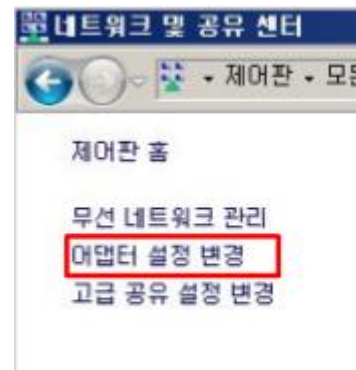 네트워크 및 공유 센터
▾ 제어판 ▾ 모든
제어판 홈
무선 네트워크 관리
어댑터 설정 변경
고급 공유 설정 변경